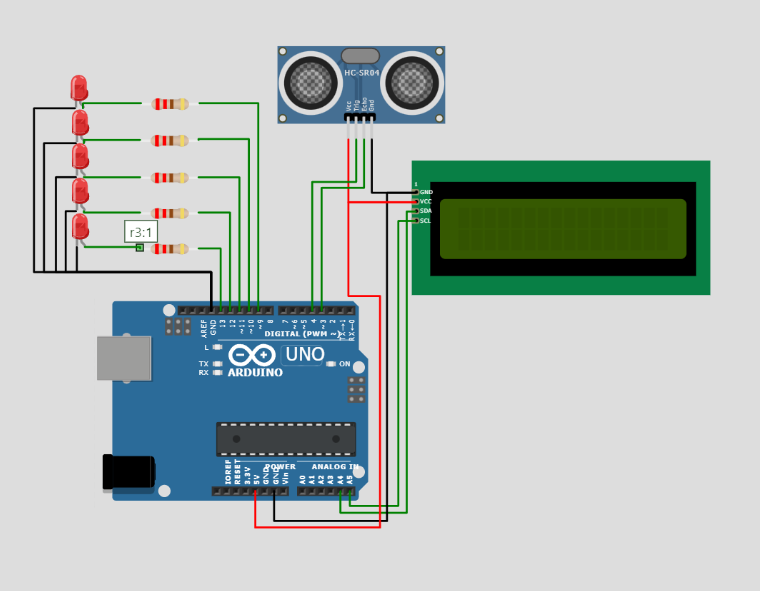 HC-SR04
Vcc
Trig
Echo
Gnd
1
GND
VCC
SDA
SCL
r3:1
AREF
GND
13
12
~11
~10
~9
8
7
~6
~5
4
~3
2
TX→1
RX←0
DIGITAL (PWM ~)
L
TX
RX
UNO
ON
ARDUINO
IOREF
RESET
3.3V
5V
GND
GND
Vin
POWER
ANALOG IN
A0
A1
A2
A3
A4
A5